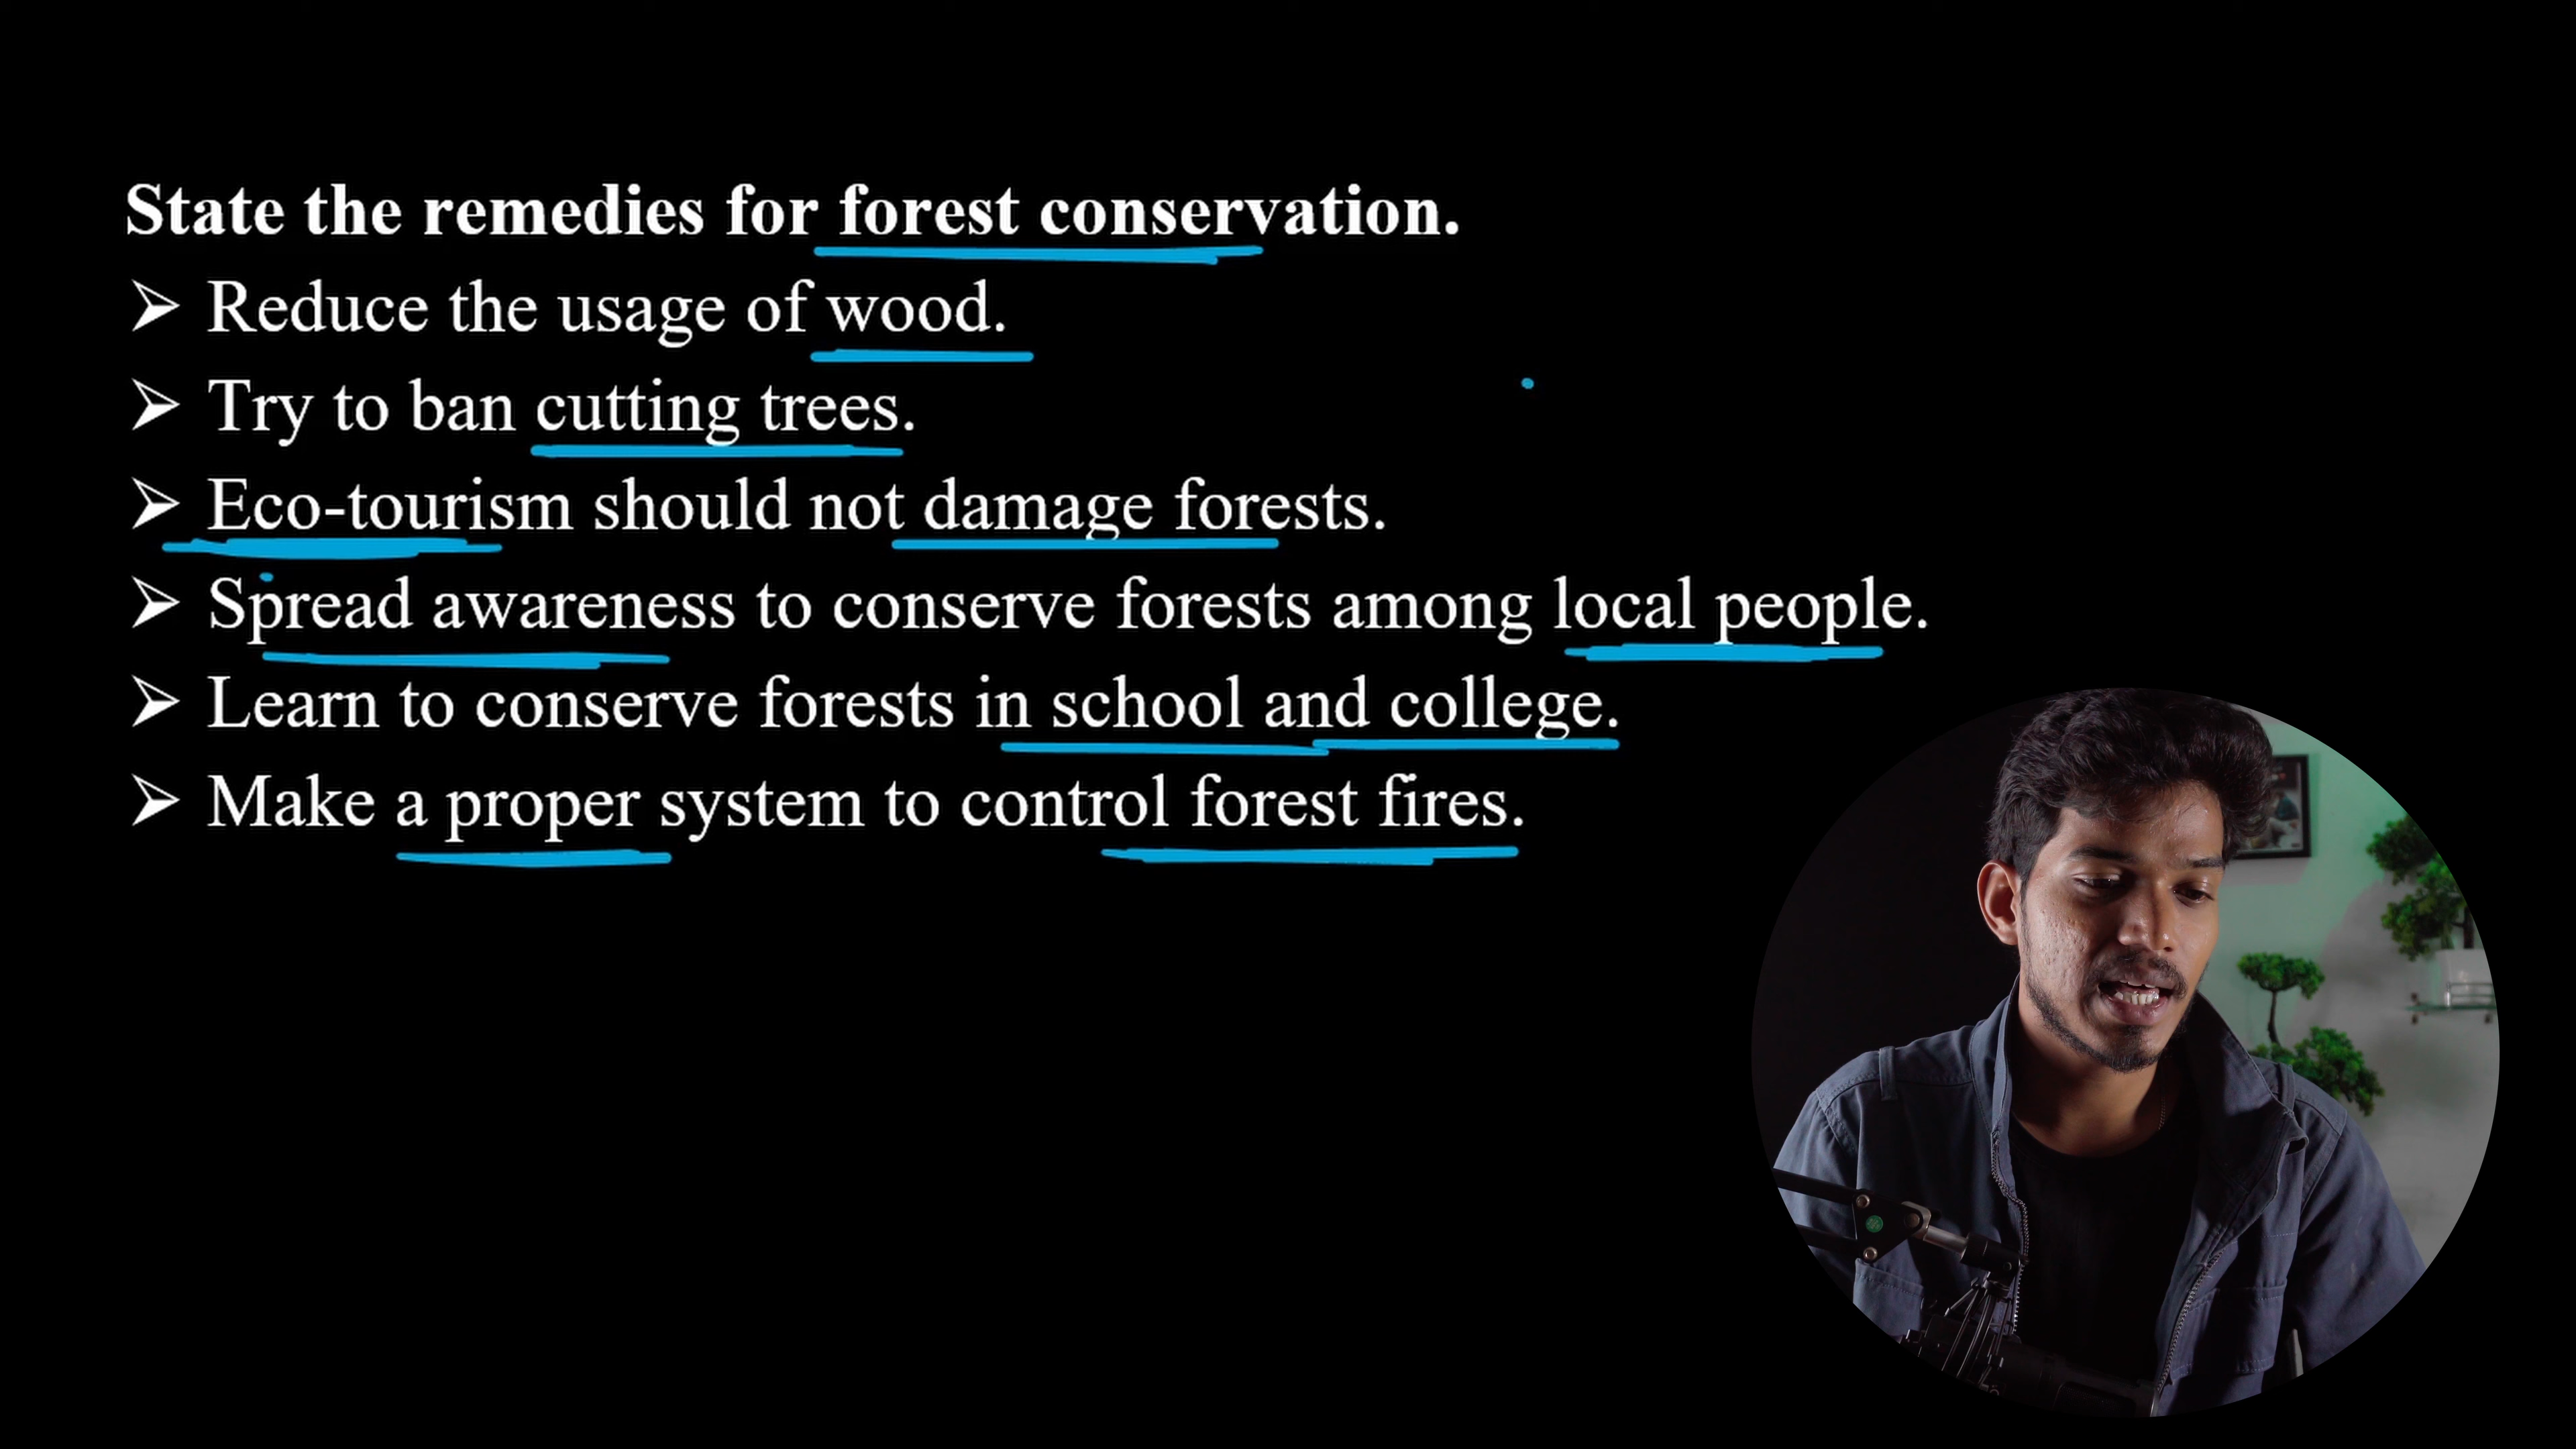 State the remedies for forest conservation.
➢ Reduce the usage of wood.
➢ Try to ban cutting trees.
➢ Eco-tourism should not damage forests.
➢ Spread awareness to conserve forests among local people.
➢ Learn to conserve forests in school and college.
➢ Make a proper system to control forest fires.